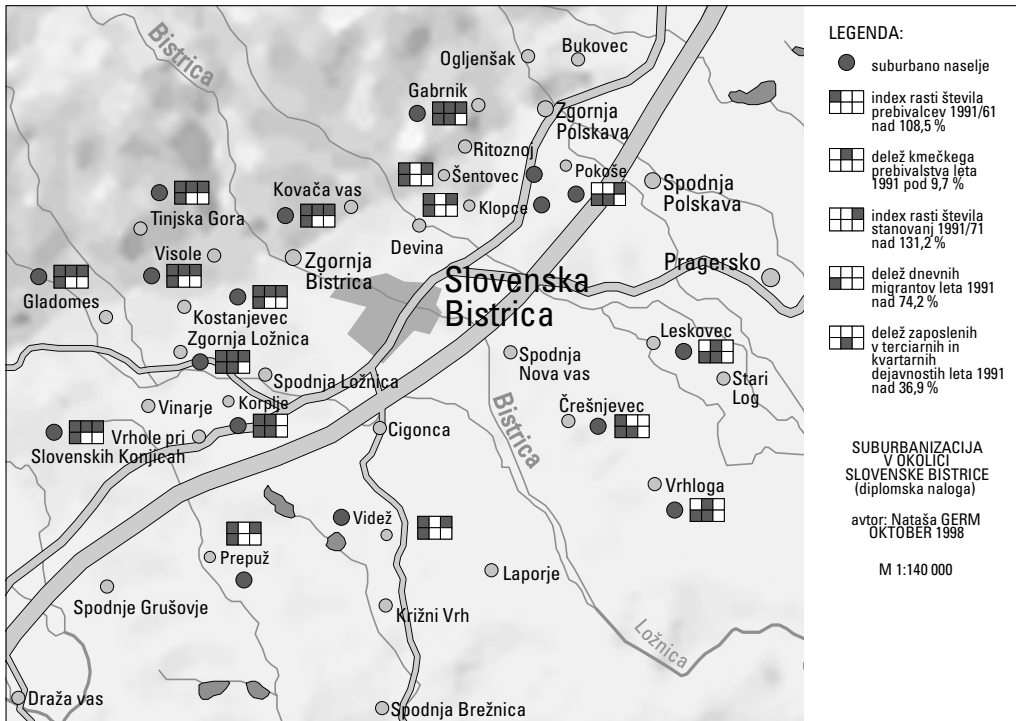 Bistrica
Bukovec
Ogljenšak
Gabrnik
Zgornja
Polskava
Ritoznoj
Šentovec
Pokoše
Kovača vas
Klopce
Spodnja
Polskava
Tinjska Gora
Devina
Visole
Zgornja
Bistrica
Slovenska
Bistrica
Pragersko
Gladomes
Kostanjevec
Zgornja Ložnica
Leskovec
Spodnja
Nova vas
Spodnja Ložnica
Stari
Log
Vinarje
Korplje
Bistrica
Črešnjevec
Cigonca
Vrhole pri
Slovenskih Konjicah
Vrhloga
Videž
Prepuž
Laporje
Spodnje Grušovje
Križni Vrh
Ložnica
Draža vas
Spodnja Brežnica
LEGENDA:
suburbano naselje
index rasti števila
prebivalcev 1991/61
nad 108,5 %
delež kmečkega
prebivalstva leta
1991 pod 9,7 %
index rasti števila
stanovanj 1991/71
nad 131,2 %
delež dnevnih
migrantov leta 1991
nad 74,2 %
delež zaposlenih
v terciarnih in
kvartarnih
dejavnostih leta 1991
nad 36,9 %
SUBURBANIZACIJA
V OKOLICI
SLOVENSKE BISTRICE
(diplomska naloga)
avtor: Nataša GERM
OKTOBER 1998
M 1:140 000